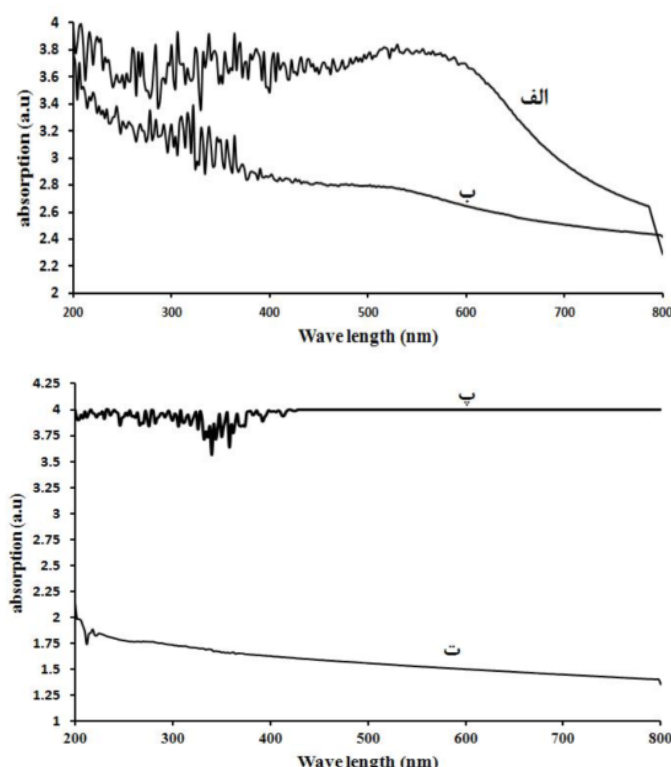 absorption (a.u)
4
3.8
3.6
3.4
3.2
3
2.8
2.6
2.4
2.2
2
الف
ب
200 300 400 500 600 700 800
Wave length (nm)
absorption (a.u)
4.25
4
3.75
3.5
3.25
3
2.75
2.5
2.25
2
1.75
1.5
1.25
1
پ
ت
200 300 400 500 600 700 800
Wave length (nm)